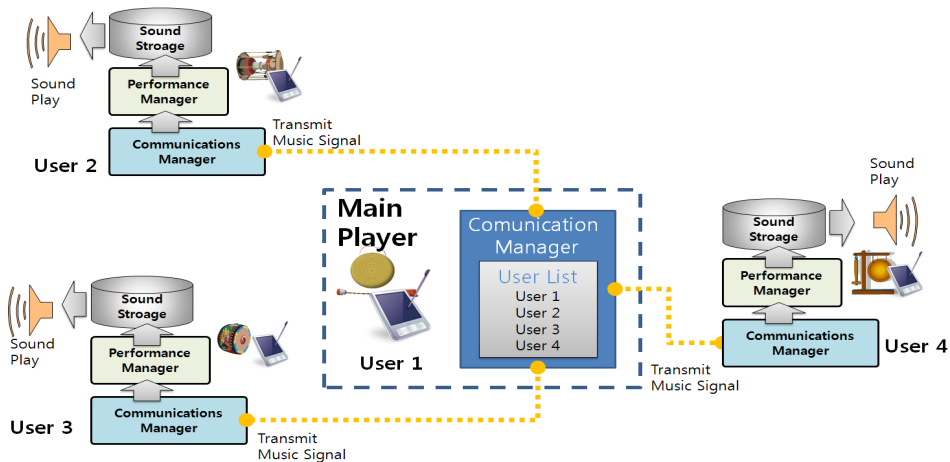 Sound
Stroage
Sound
Play
Performance
Manager
Communications
Manager
User 2
Transmit
Music Signal
Main
Player
User 1
Comunication
Manager
User List
User 1
User 2
User 3
User 4
Sound
Play
Sound
Stroage
Performance
Manager
Communications
Manager
User 4
Transmit
Music Signal
Sound
Stroage
Sound
Play
Performance
Manager
Communications
Manager
User 3
Transmit
Music Signal